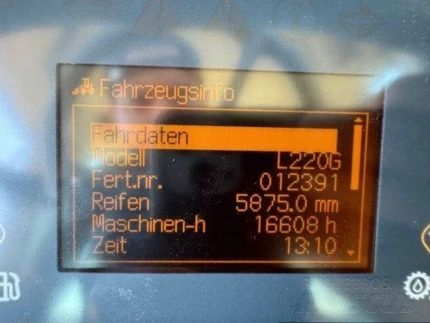 Fahrzeugsinfo
Fahrdaten
Modell L220G
Fert.nr. 012391
Reifen 5875.0 mm
Maschinen-h 16608 h
Zeit 13:10